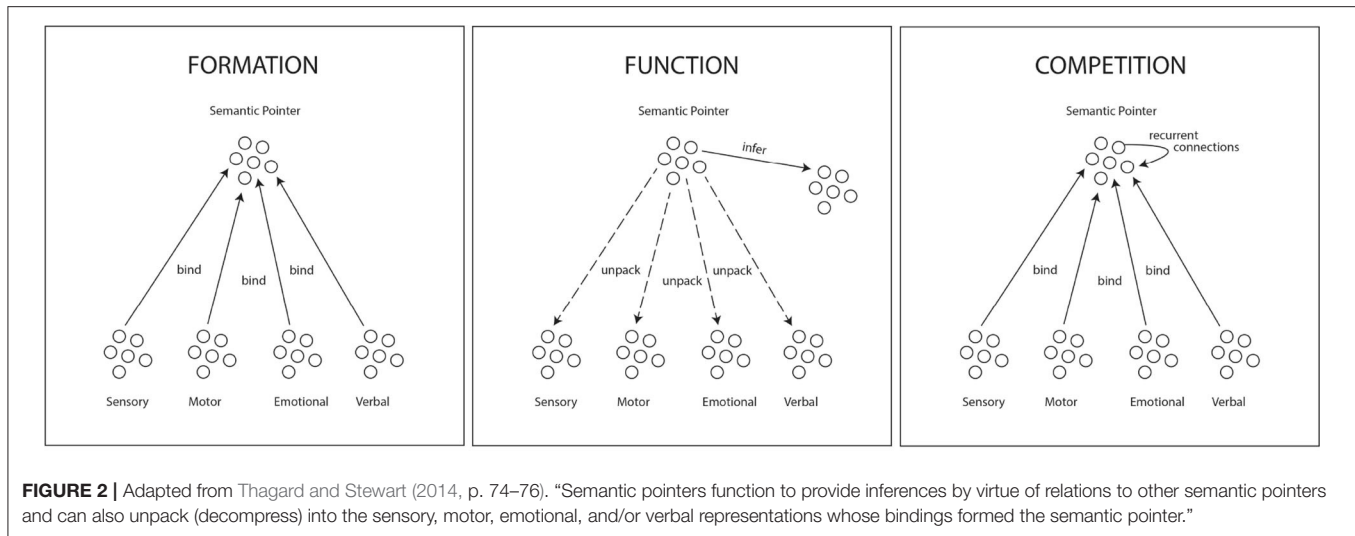 FORMATION
Semantic Pointer
bind
bind
bind
Sensory
Motor
Emotional
Verbal
FUNCTION
Semantic Pointer
infer
unpack
unpack
unpack
Sensory
Motor
Emotional
Verbal
COMPETITION
Semantic Pointer
recurrent
connections
bind
bind
bind
Sensory
Motor
Emotional
Verbal
FIGURE 2 | Adapted from Thagard and Stewart (2014, p. 74–76). “Semantic pointers function to provide inferences by virtue of relations to other semantic pointers
and can also unpack (decompress) into the sensory, motor, emotional, and/or verbal representations whose bindings formed the semantic pointer.”